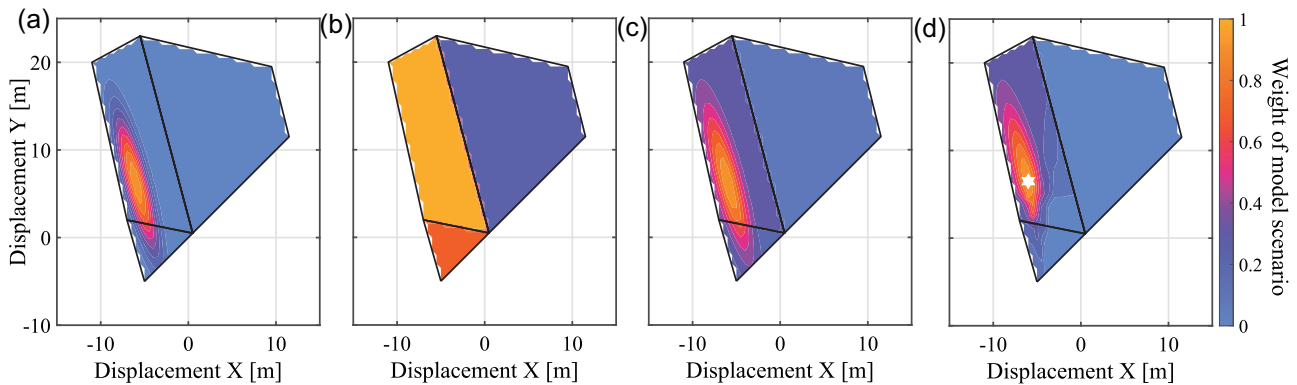 (a)
(b)
(c)
(d)
Displacement Y [m]
20
10
0
-10
-10 0 10
Displacement X [m]
-10 0 10
Displacement X [m]
-10 0 10
Displacement X [m]
-10 0 10
Displacement X [m]
1
0.8
0.6
0.4
0.2
0
Weight of model scenario